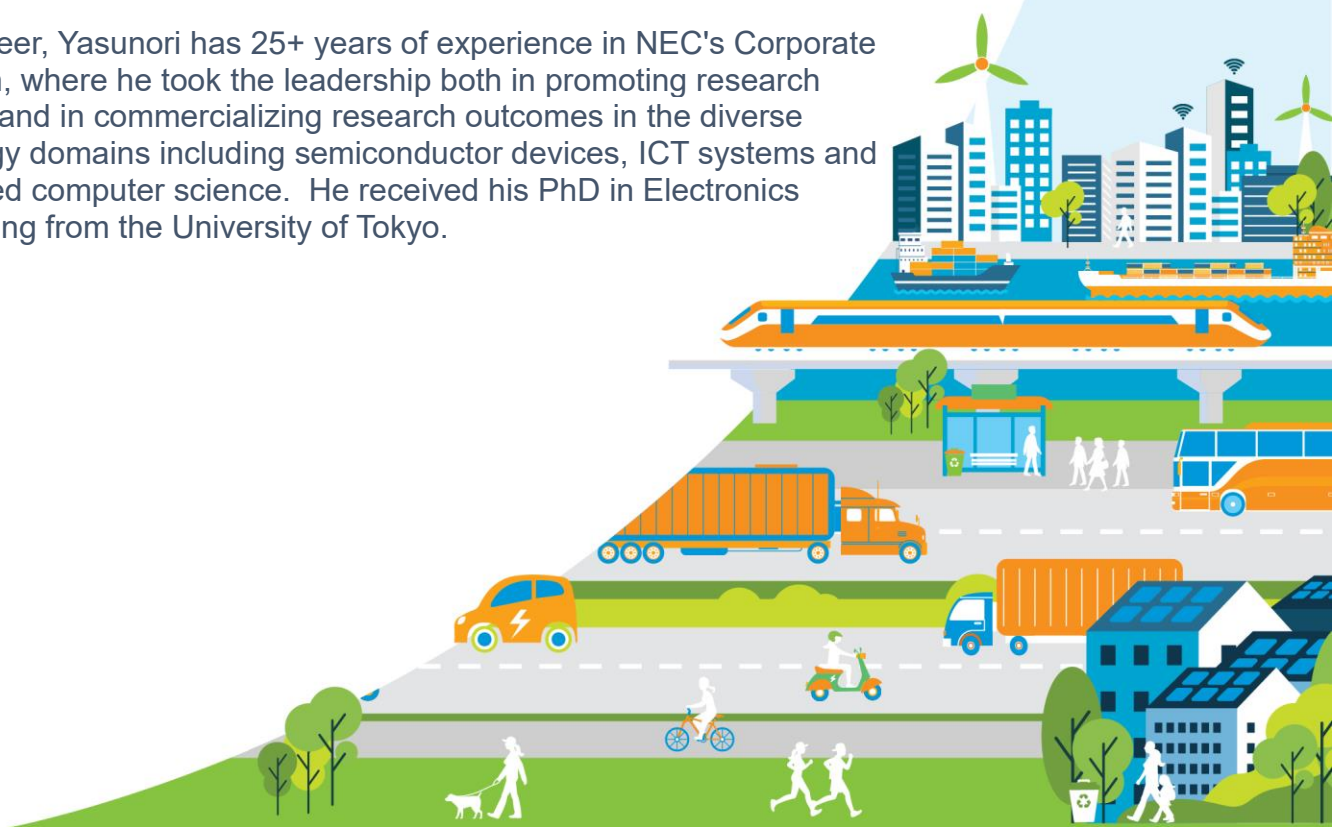 eer, Yasunori has 25+ years of experience in NEC's Corporate
, where he took the leadership both in promoting research
and in commercializing research outcomes in the diverse
gy domains including semiconductor devices, ICT systems and
ed computer science.  He received his PhD in Electronics
ng from the University of Tokyo.